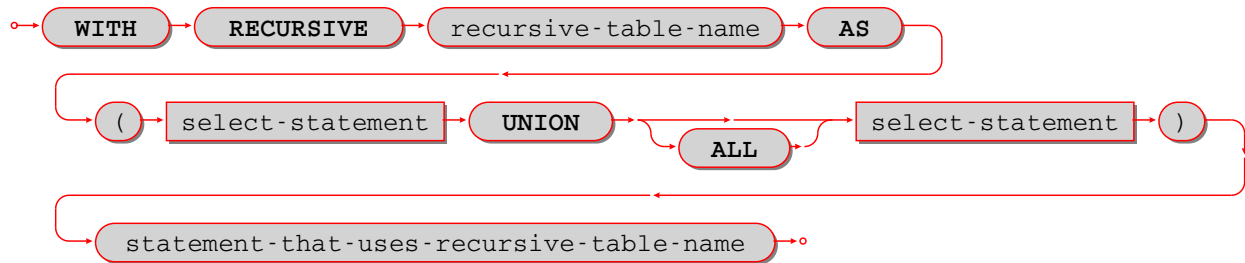 WITH RECURSIVE recursive-table-name AS
( select-statement UNION ALL select-statement )
statement-that-uses-recursive-table-name